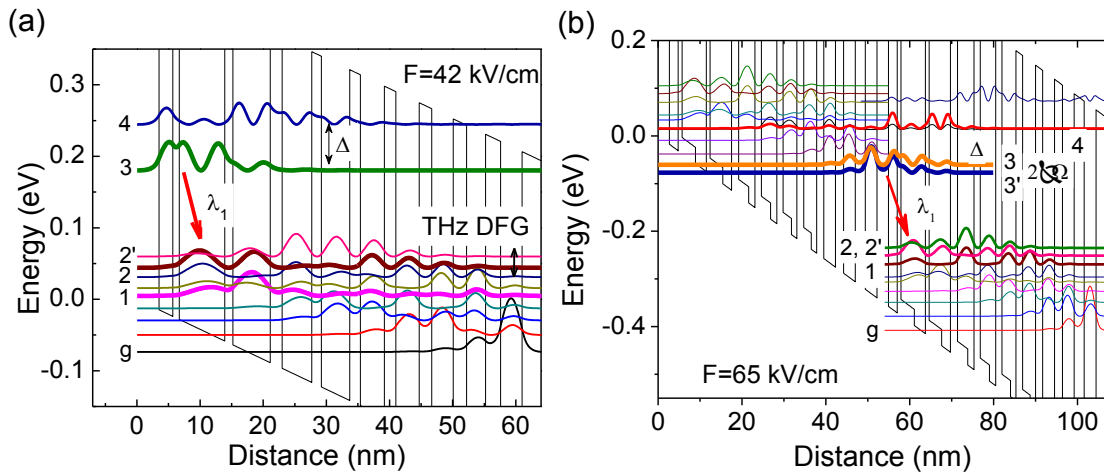 (a)
F=42 kV/cm
4
Δ
3
λ1
THz DFG
2'
2
1
g
0.3
0.2
0.1
0.0
-0.1
Energy (eV)
0 10 20 30 40 50 60
Distance (nm)
(b)
0.2
0.0
-0.2
-0.4
Energy (eV)
4
Δ
3
3'
λ1
2, 2'
1
g
F=65 kV/cm
0 20 40 60 80 100
Distance (nm)